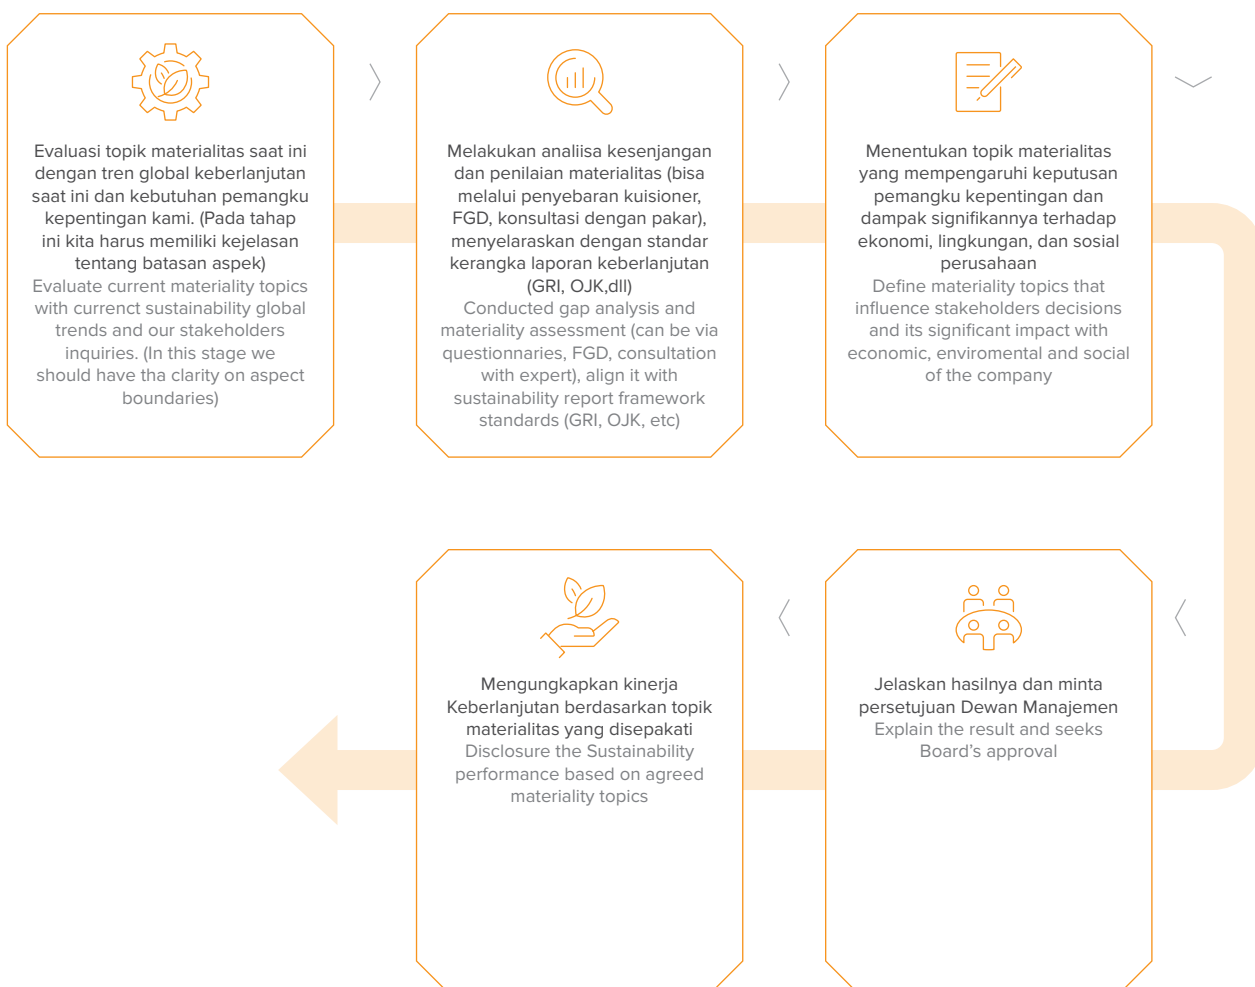 Evaluasi topik materialitas saat ini
dengan tren global keberlanjutan
saat ini dan kebutuhan pemangku
kepentingan kami. (Pada tahap
ini kita harus memiliki kejelasan
tentang batasan aspek)
Evaluate current materiality topics
with currenct sustainability global
trends and our stakeholders
inquiries. (In this stage we
should have tha clarity on aspect
boundaries)
Melakukan analiisa kesenjangan
dan penilaian materialitas (bisa
melalui penyebaran kuisioner,
FGD, konsultasi dengan pakar),
menyelaraskan dengan standar
kerangka laporan keberlanjutan
(GRI, OJK,dll)
Conducted gap analysis and
materiality assessment (can be via
questionnaries, FGD, consultation
with expert), align it with
sustainability report framework
standards (GRI, OJK, etc)
Menentukan topik materialitas
yang mempengaruhi keputusan
pemangku kepentingan dan
dampak signifikannya terhadap
ekonomi, lingkungan, dan sosial
perusahaan
Define materiality topics that
influence stakeholders decisions
and its significant impact with
economic, enviromental and social
of the company
Jelaskan hasilnya dan minta
persetujuan Dewan Manajemen
Explain the result and seeks
Board's approval
Mengungkapkan kinerja
Keberlanjutan berdasarkan topik
materialitas yang disepakati
Disclosure the Sustainability
performance based on agreed
materiality topics